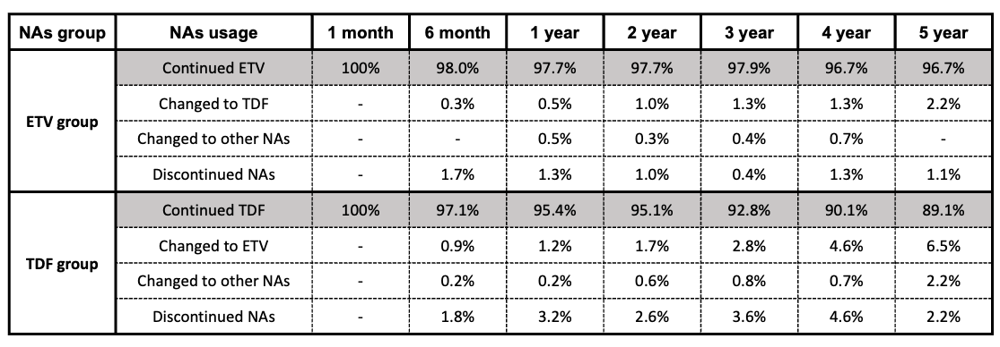 NAs group NAs usage 1 month 6 month 1 year 2 year 3 year 4 year 5 year
ETV group
Continued ETV 100% 98.0% 97.7% 97.7% 97.9% 96.7% 96.7%
Changed to TDF - 0.3% 0.5% 1.0% 1.3% 1.3% 2.2%
Changed to other NAs - - 0.5% 0.3% 0.4% 0.7% -
Discontinued NAs - 1.7% 1.3% 1.0% 0.4% 1.3% 1.1%
TDF group
Continued TDF 100% 97.1% 95.4% 95.1% 92.8% 90.1% 89.1%
Changed to ETV - 0.9% 1.2% 1.7% 2.8% 4.6% 6.5%
Changed to other NAs - 0.2% 0.2% 0.6% 0.8% 0.7% 2.2%
Discontinued NAs - 1.8% 3.2% 2.6% 3.6% 4.6% 2.2%